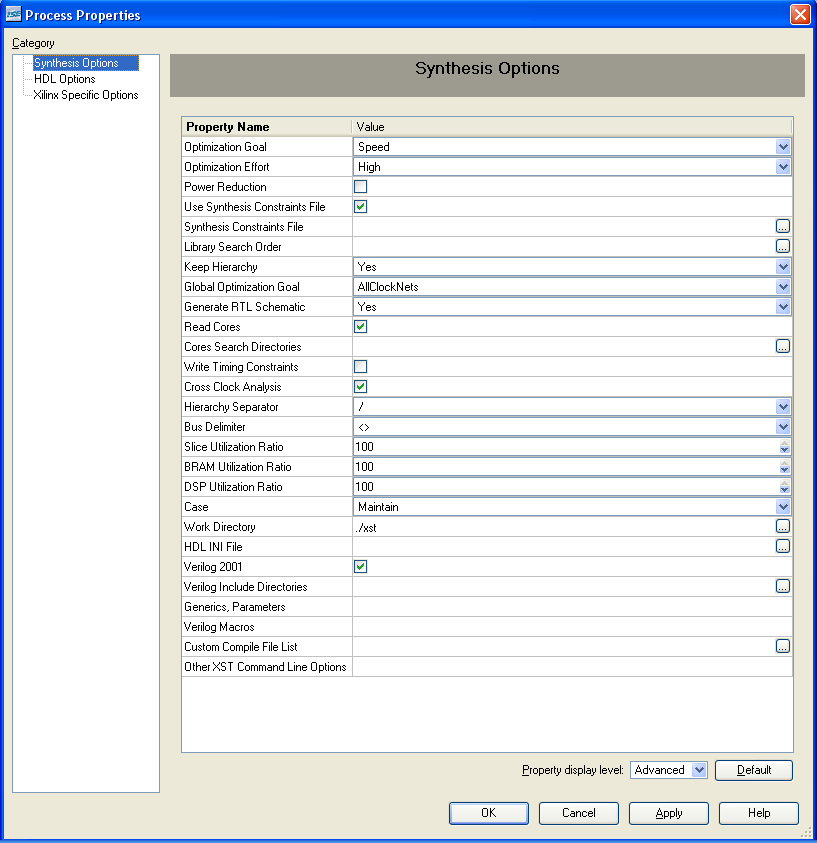 ISE Process Properties
Category
Synthesis Options
HDL Options
Xilinx Specific Options
Synthesis Options
Property Name Value
Optimization Goal Speed
Optimization Effort High
Power Reduction
Use Synthesis Constraints File
Synthesis Constraints File ...
Library Search Order ...
Keep Hierarchy Yes
Global Optimization Goal AllClockNets
Generate RTL Schematic Yes
Read Cores
Cores Search Directories ...
Write Timing Constraints
Cross Clock Analysis
Hierarchy Separator /
Bus Delimiter <>
Slice Utilization Ratio 100
BRAM Utilization Ratio 100
DSP Utilization Ratio 100
Case Maintain
Work Directory ./xst ...
HDL INI File ...
Verilog 2001
Verilog Include Directories ...
Generics, Parameters
Verilog Macros
Custom Compile File List ...
Other XST Command Line Options
Property display level: Advanced Default
OK Cancel Apply Help